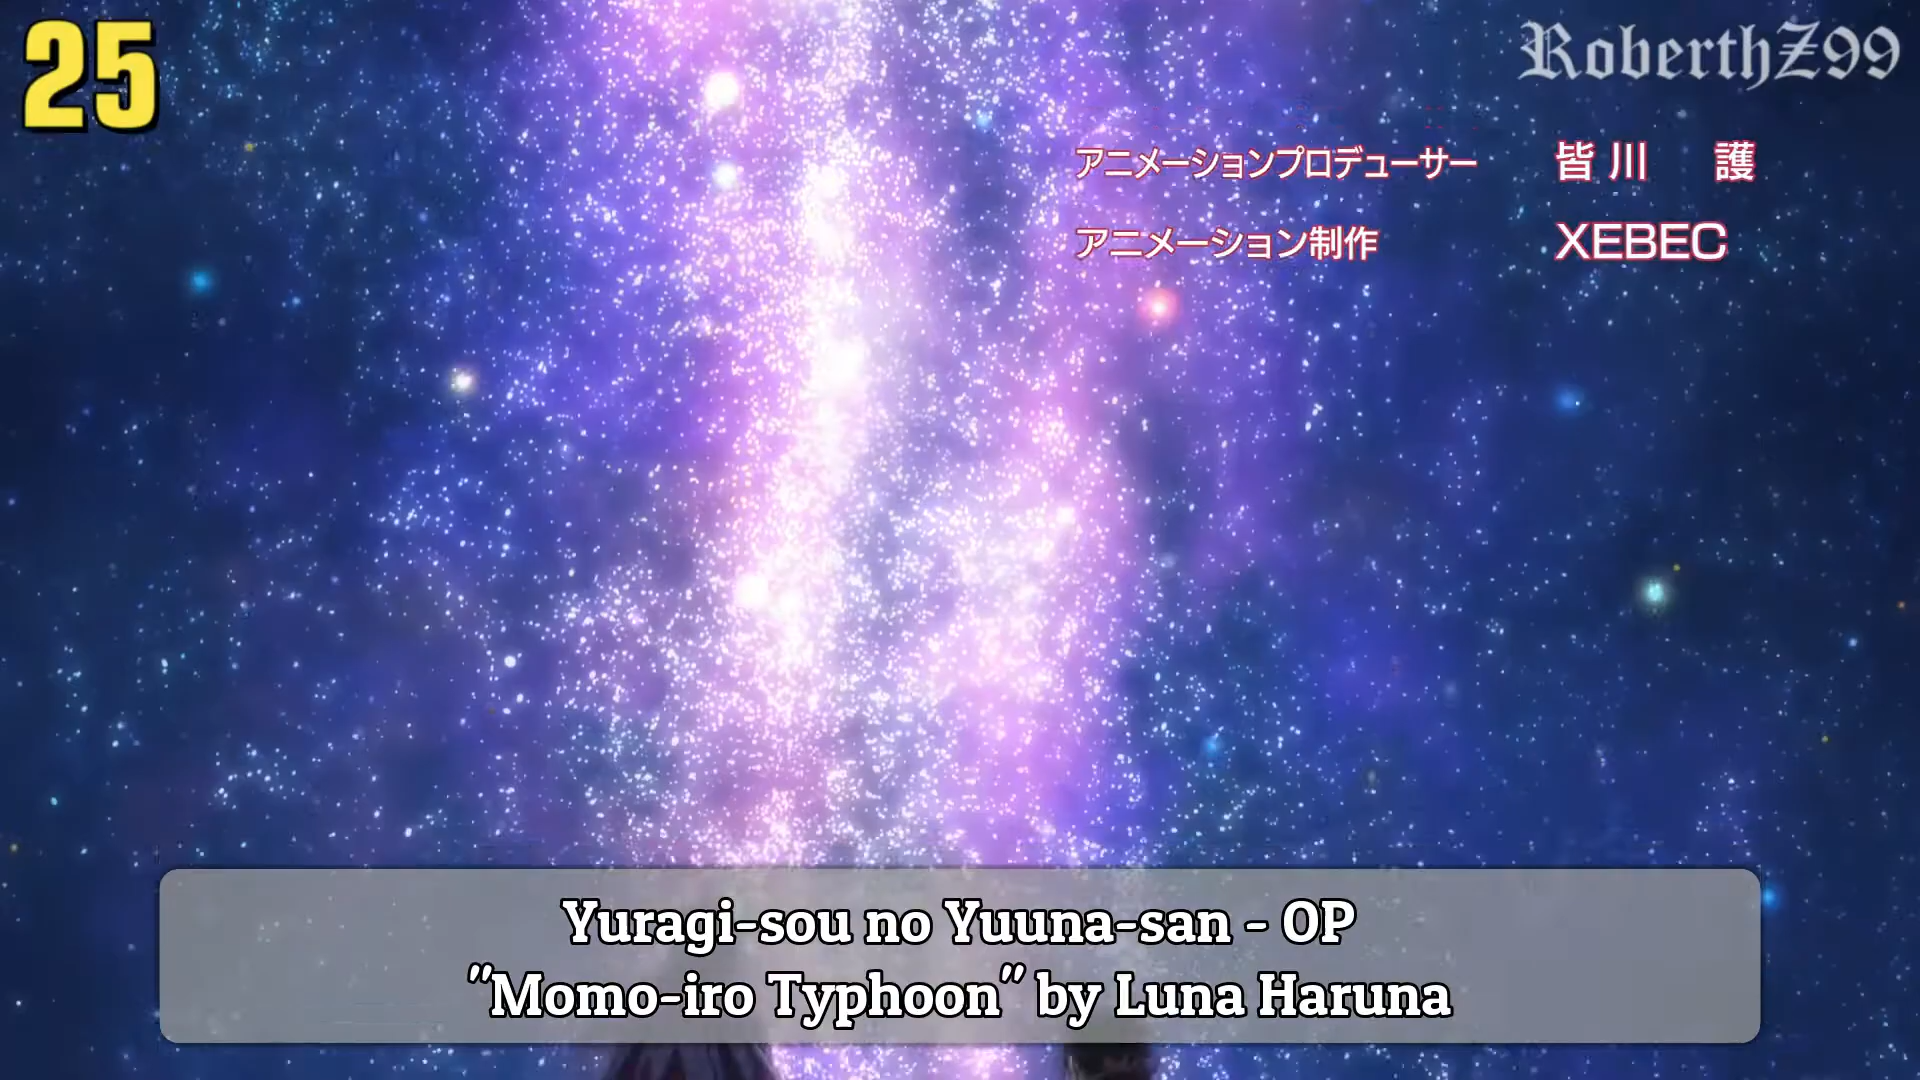 25
RoberthZ99
アニメーションプロデューサー 皆川 護
アニメーション制作 XEBEC
Yuragi-sou no Yuuna-san - OP
"Momo-iro Typhoon" by Luna Haruna